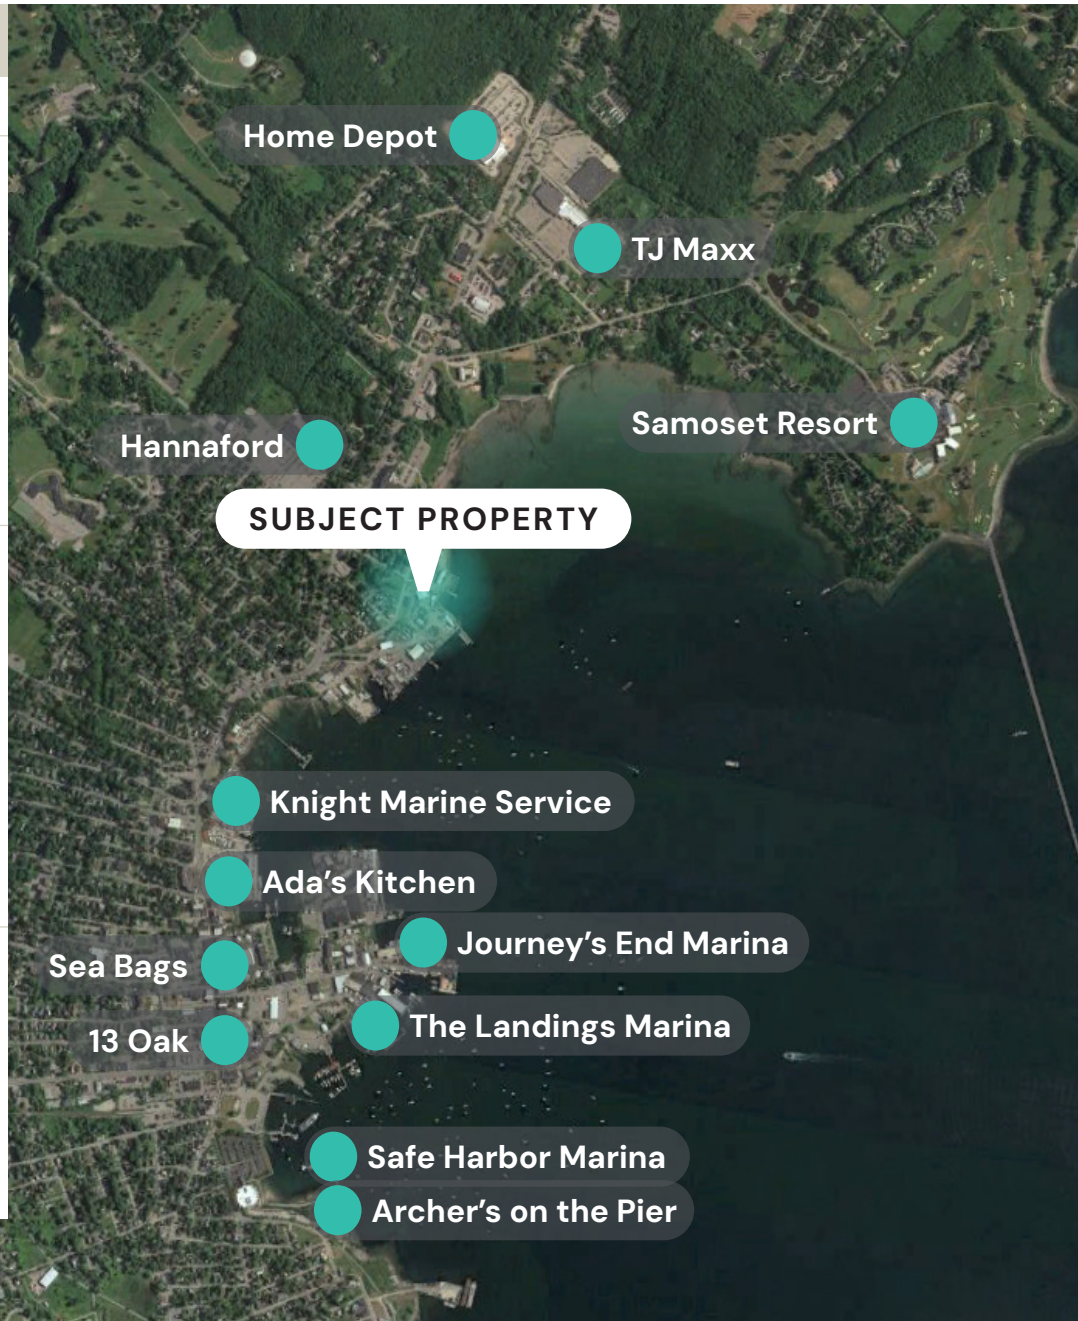 Home Depot
TJ Maxx
Samoset Resort
Hannaford
SUBJECT PROPERTY
Knight Marine Service
Ada’s Kitchen
Journey’s End Marina
Sea Bags
The Landings Marina
13 Oak
Safe Harbor Marina
Archer’s on the Pier